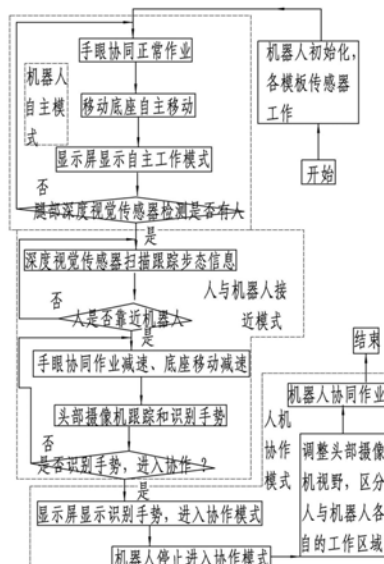 手眼协同正常作业
移动底座自主移动
显示屏显示自主工作模式
机器人
自主模
式
机器人初始化,
各模板传感器
工作
开始
否
腿部深度视觉传感器检测是否有人
是
深度视觉传感器扫描跟踪步态信息
否
人是否靠近机器人
是
人与机器人接
近模式
手眼协同作业减速、底座移动减速
头部摄像机跟踪和识别手势
否
是否识别手势,进入协作?
是
显示屏显示识别手势,进入协作模式
机器人停止进入协作模式
人机
协作
模式
结束
机器人协同作业
调整头部摄像
机视野,区分
人与机器人各
自的工作区域